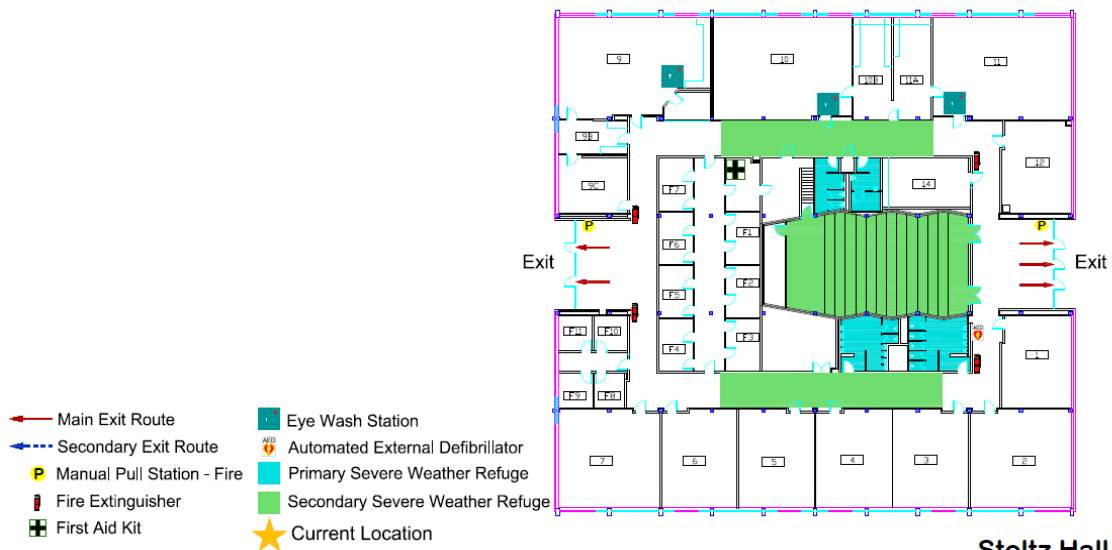 9
10
10B
11A
11
9B
9C
F7
14
12
P
P
F6
F1
Exit
Exit
F5
F2
F11
F10
F4
F3
AED
1
F9
F8
7
6
5
4
3
2
Main Exit Route
Secondary Exit Route
P Manual Pull Station - Fire
Fire Extinguisher
First Aid Kit
Eye Wash Station
AED Automated External Defibrillator
Primary Severe Weather Refuge
Secondary Severe Weather Refuge
Current Location
Stoltz Hall